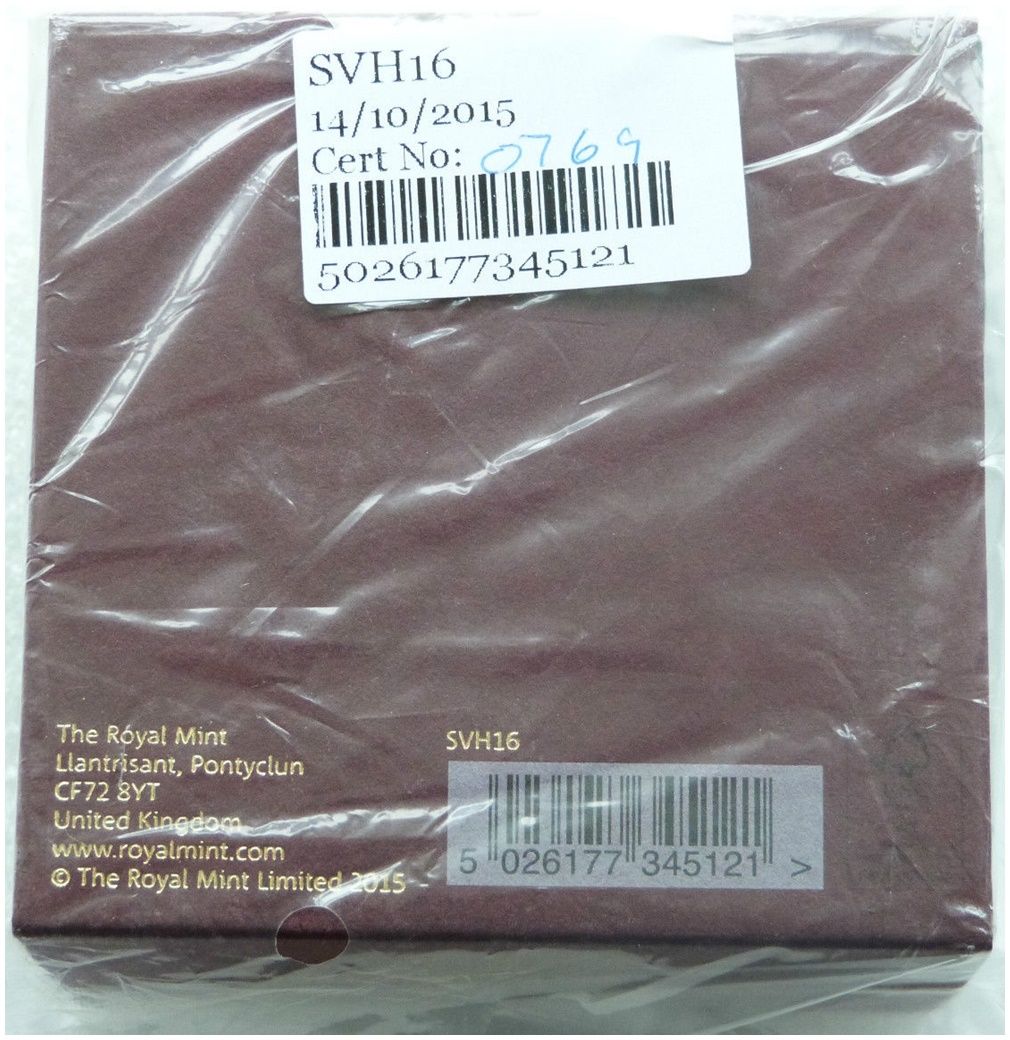 SVH16
14/10/2015
Cert No: 0769
5026177345121
The Royal Mint
Llantrisant, Pontyclun
CF72 8YT
United Kingdom
www.royalmint.com
© The Royal Mint Limited 2015
SVH16
5 026177 345121 >